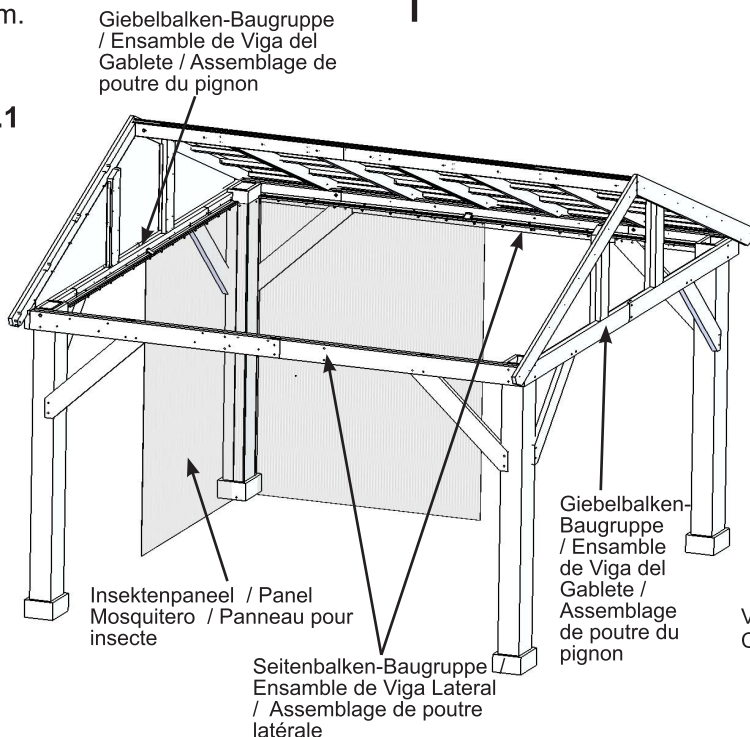 m.
Giebelbalken-Baugruppe
/ Ensamble de Viga del
Gablete / Assemblage de
poutre du pignon
.1
Giebelbalken-
Baugruppe
/ Ensamble
de Viga del
Gablete /
Assemblage
de poutre du
pignon
Insektenpaneel / Panel
Mosquitero / Panneau pour
insecte
Seitenbalken-Baugruppe /
Ensamble de Viga Lateral
/ Assemblage de poutre
latérale